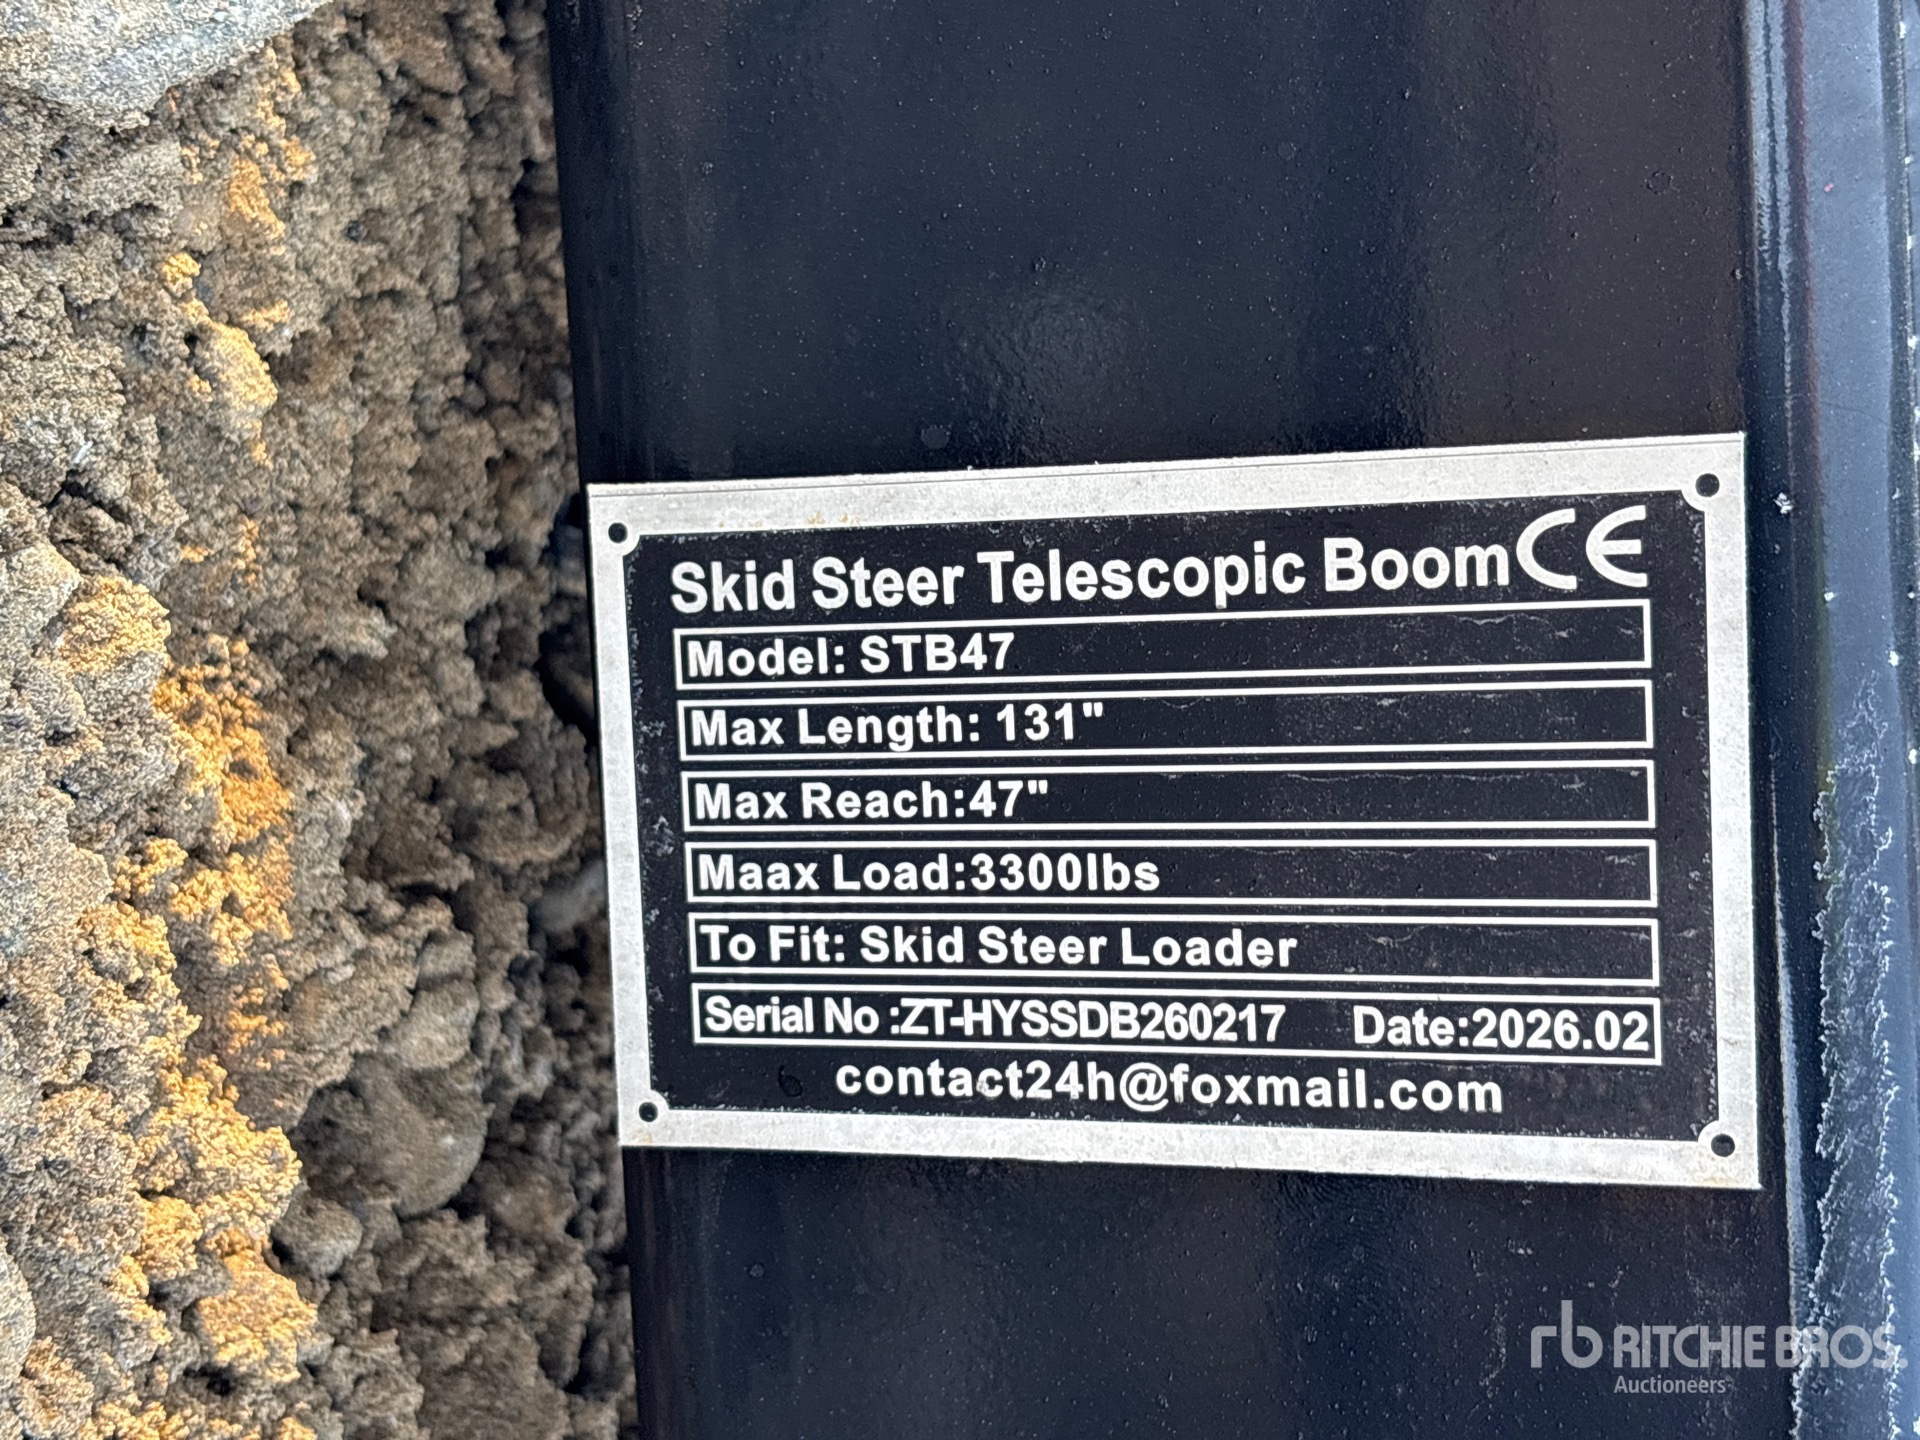 Skid Steer Telescopic Boom CE
Model: STB47
Max Length: 131"
Max Reach:47"
Maax Load:3300lbs
To Fit: Skid Steer Loader
Serial No :ZT-HYSSDB260217 Date:2026.02
contact24h@foxmail.com
rb RITCHIE BROS.
Auctioneers